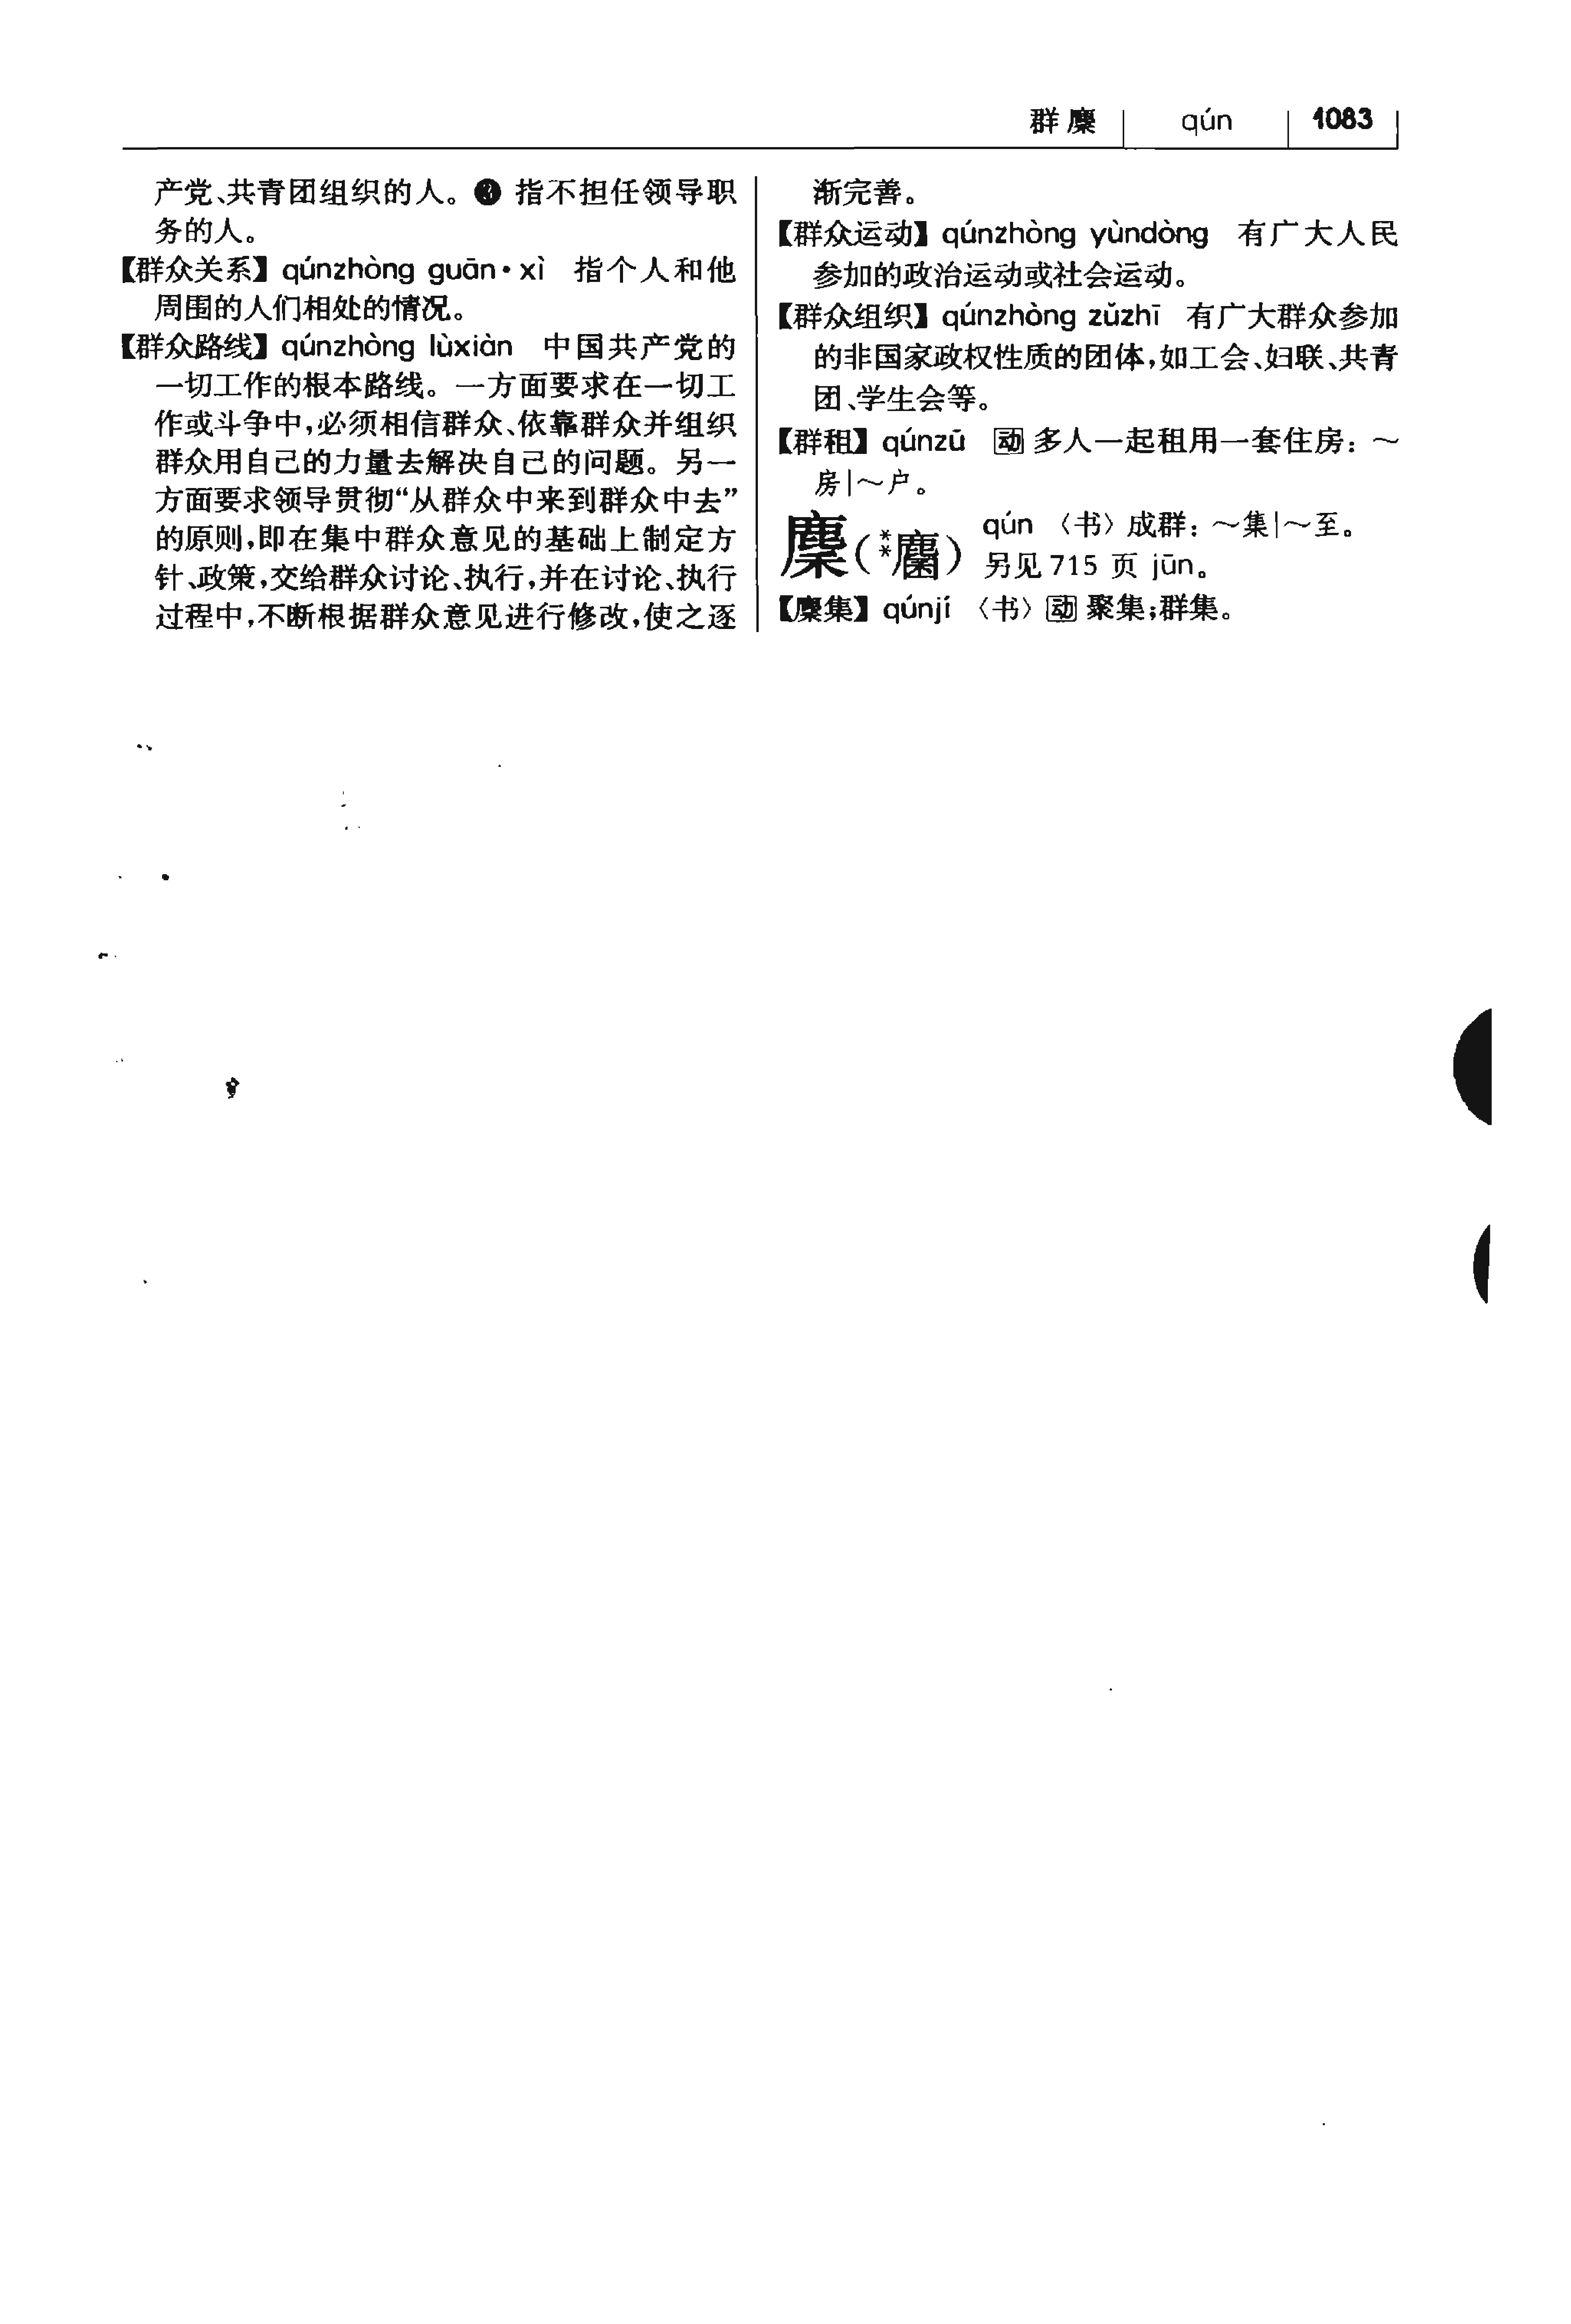 群麇 qún 1083
产党、共青团组织的人。❸ 指不担任领导职
务的人。
【群众关系】qúnzhòng guān·xì 指个人和他
周围的人们相处的情况。
【群众路线】qúnzhòng lùxiàn 中国共产党的
一切工作的根本路线。一方面要求在一切工
作或斗争中,必须相信群众、依靠群众并组织
群众用自己的力量去解决自己的问题。另一
方面要求领导贯彻“从群众中来到群众中去”
的原则,即在集中群众意见的基础上制定方
针、政策,交给群众讨论、执行,并在讨论、执行
过程中,不断根据群众意见进行修改,使之逐
渐完善。
【群众运动】qúnzhòng yùndòng 有广大人民
参加的政治运动或社会运动。
【群众组织】qúnzhòng zǔzhī 有广大群众参加
的非国家政权性质的团体,如工会、妇联、共青
团、学生会等。
【群租】qúnzū 动 多人一起租用一套住房:～
房|～户。
麇(**麕) qún 〈书〉成群:～集|～至。
另见 715 页 jūn。
【麇集】qúnjí 〈书〉动 聚集;群集。